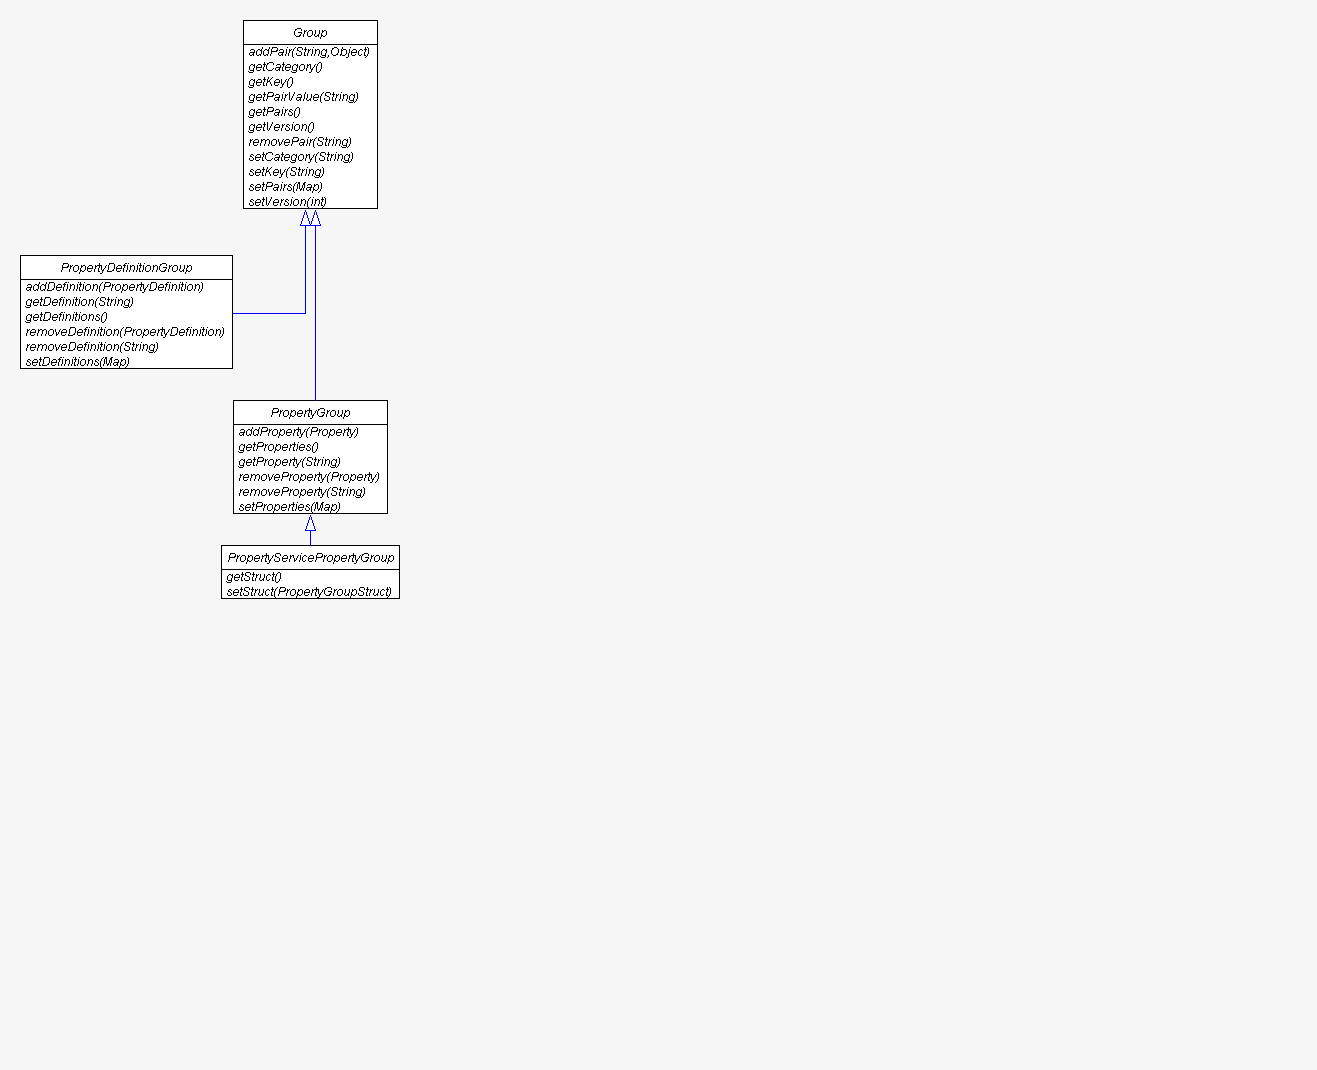 Group
addPair(String,Object)
getCategory()
getKey()
getPairValue(String)
getPairs()
getVersion()
removePair(String)
setCategory(String)
setKey(String)
setPairs(Map)
setVersion(int)
PropertyDefinitionGroup
addDefinition(PropertyDefinition)
getDefinition(String)
getDefinitions()
removeDefinition(PropertyDefinition)
removeDefinition(String)
setDefinitions(Map)
PropertyGroup
addProperty(Property)
getProperties()
getProperty(String)
removeProperty(Property)
removeProperty(String)
setProperties(Map)
PropertyServicePropertyGroup
getStruct()
setStruct(PropertyGroupStruct)